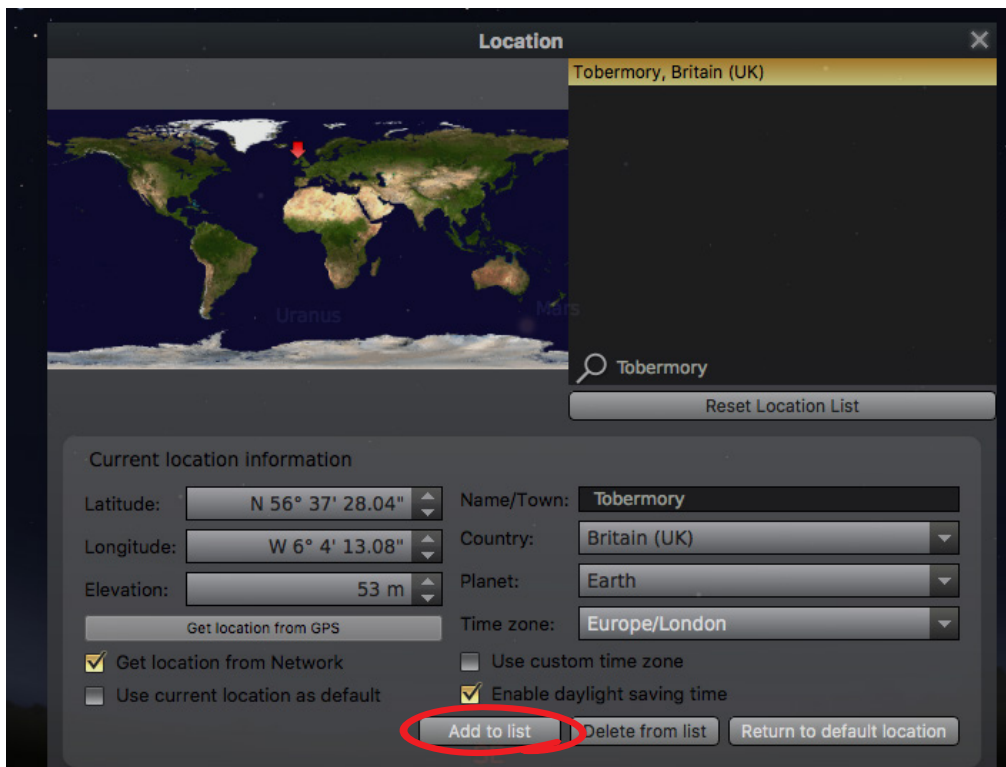 Location
Tobermory, Britain (UK)
Uranus
Mars
Tobermory
Reset Location List
Current location information
Latitude: N 56° 37' 28.04"
Name/Town: Tobermory
Longitude: W 6° 4' 13.08"
Country: Britain (UK)
Elevation: 53 m
Planet: Earth
Get location from GPS
Time zone: Europe/London
Get location from Network
Use custom time zone
Use current location as default
Enable daylight saving time
Add to list
Delete from list
Return to default location